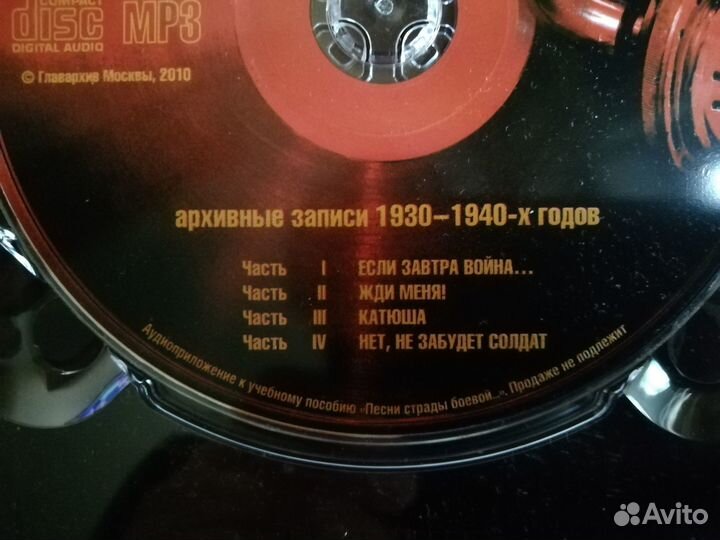 COMPACT
disc
DIGITAL AUDIO
MP3
© Главархив Москвы, 2010
архивные записи 1930–1940-х годов
Часть I ЕСЛИ ЗАВТРА ВОЙНА...
Часть II ЖДИ МЕНЯ!
Часть III КАТЮША
Часть IV НЕТ, НЕ ЗАБУДЕТ СОЛДАТ
Аудиоприложение к учебному пособию «Песни страды боевой...». Продаже не подлежит
Avito